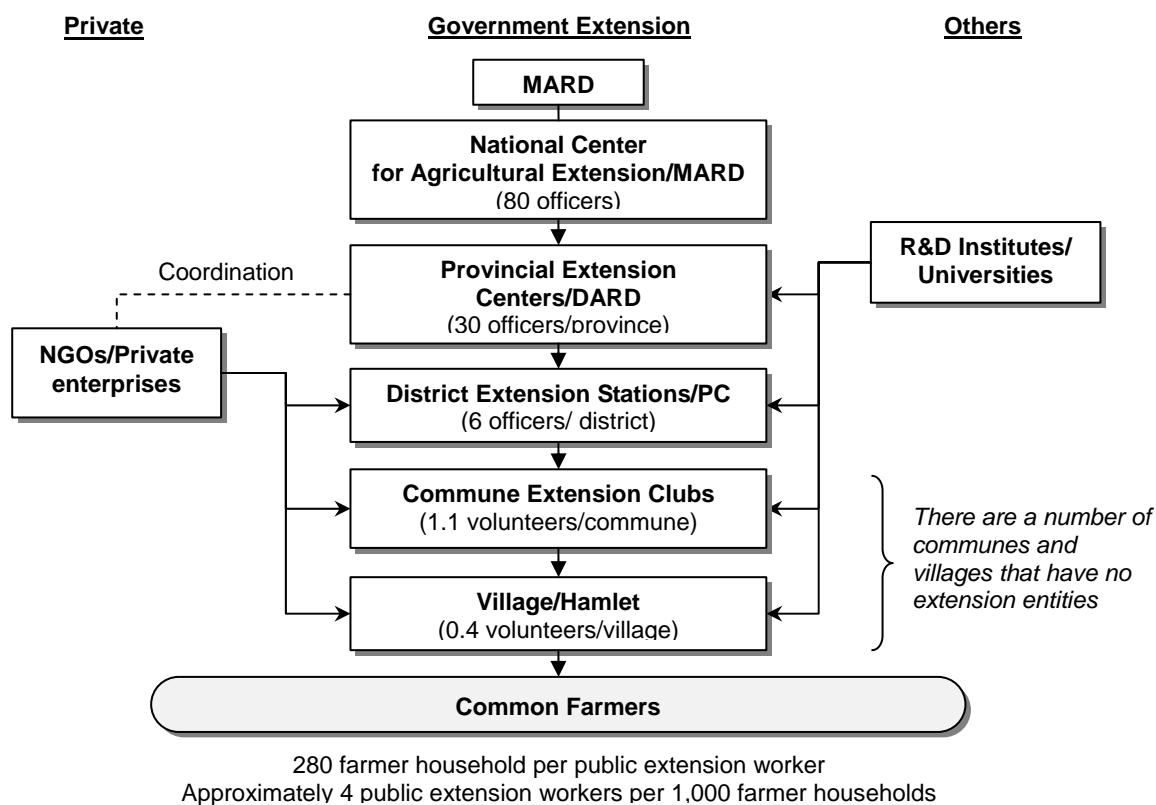 Private
Government Extension
Others
MARD
National Center
for Agricultural Extension/MARD
(80 officers)
R&D Institutes/
Universities
Coordination
Provincial Extension
Centers/DARD
(30 officers/province)
NGOs/Private
enterprises
District Extension Stations/PC
(6 officers/ district)
Commune Extension Clubs
(1.1 volunteers/commune)
There are a number of
communes and
villages that have no
extension entities
Village/Hamlet
(0.4 volunteers/village)
Common Farmers
280 farmer household per public extension worker
Approximately 4 public extension workers per 1,000 farmer households